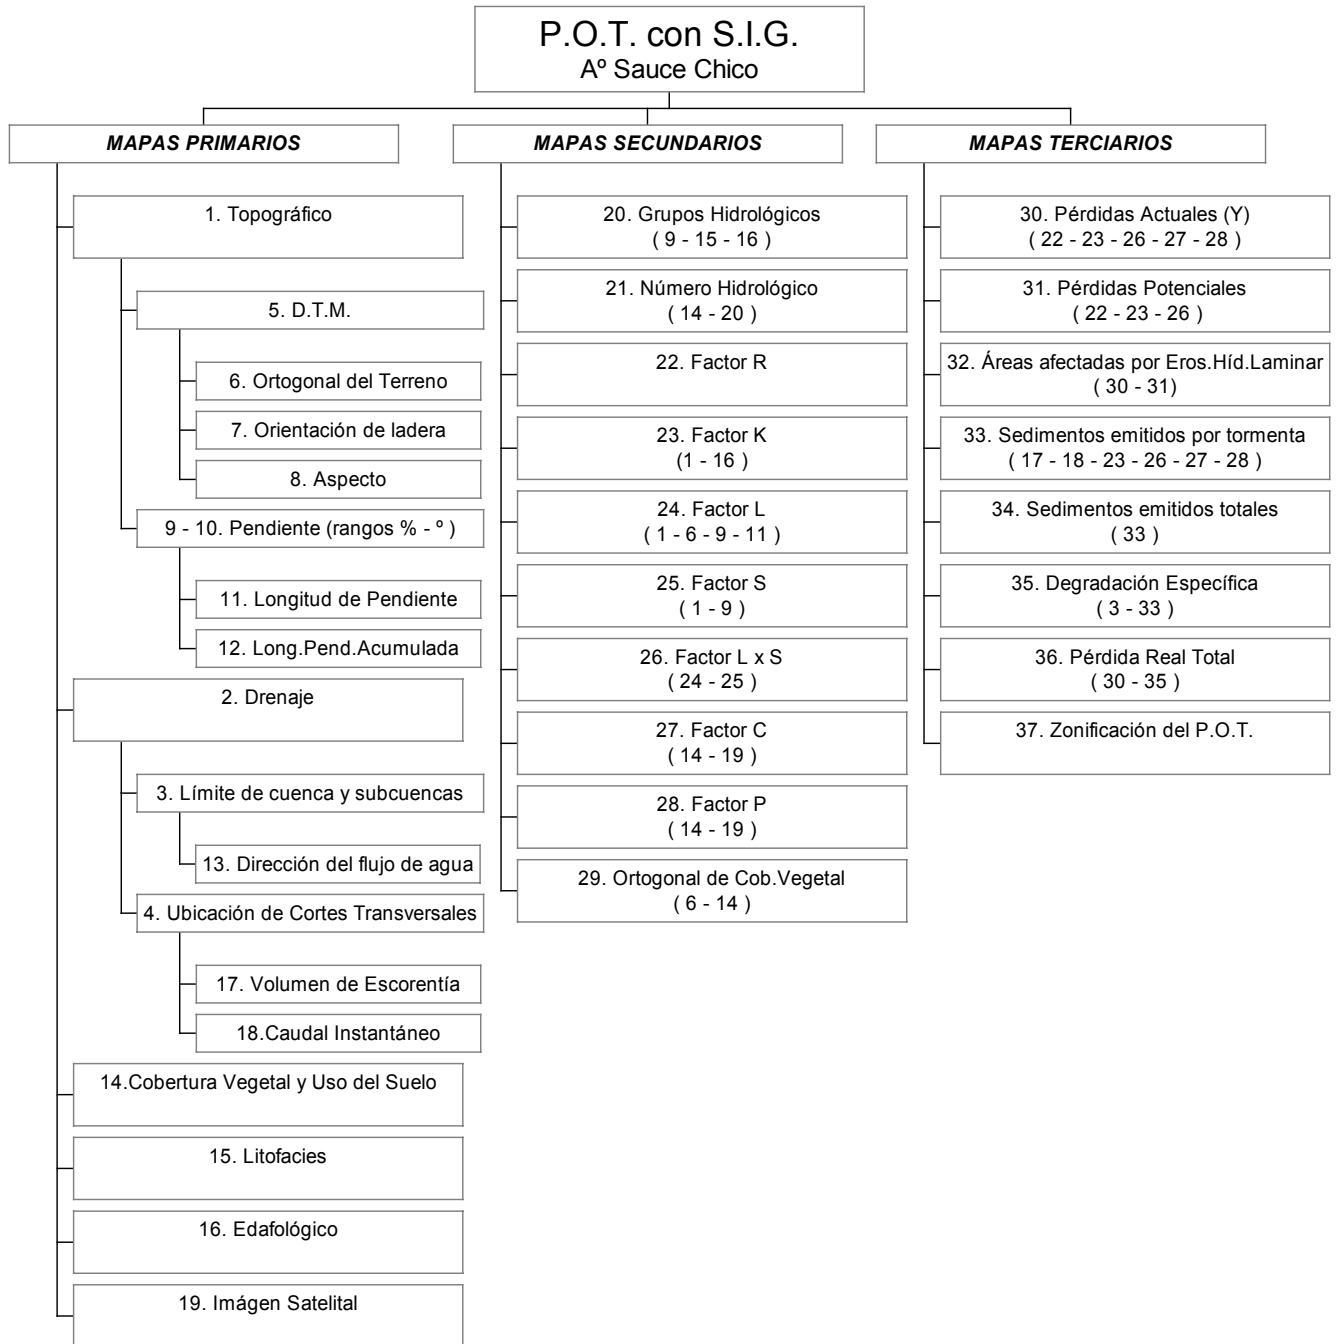 P.O.T. con S.I.G.
Aº Sauce Chico
MAPAS PRIMARIOS
1. Topográfico
5. D.T.M.
6. Ortogonal del Terreno
7. Orientación de ladera
8. Aspecto
9 - 10. Pendiente (rangos % - º )
11. Longitud de Pendiente
12. Long.Pend.Acumulada
2. Drenaje
3. Límite de cuenca y subcuencas
13. Dirección del flujo de agua
4. Ubicación de Cortes Transversales
17. Volumen de Escorrentía
18.Caudal Instantáneo
14.Cobertura Vegetal y Uso del Suelo
15. Litofacies
16. Edafológico
19. Imágen Satelital
MAPAS SECUNDARIOS
20. Grupos Hidrológicos
( 9 - 15 - 16 )
21. Número Hidrológico
( 14 - 20 )
22. Factor R
23. Factor K
(1 - 16 )
24. Factor L
( 1 - 6 - 9 - 11 )
25. Factor S
( 1 - 9 )
26. Factor L x S
( 24 - 25 )
27. Factor C
( 14 - 19 )
28. Factor P
( 14 - 19 )
29. Ortogonal de Cob.Vegetal
( 6 - 14 )
MAPAS TERCIARIOS
30. Pérdidas Actuales (Y)
( 22 - 23 - 26 - 27 - 28 )
31. Pérdidas Potenciales
( 22 - 23 - 26 )
32. Áreas afectadas por Eros.Híd.Laminar
( 30 - 31)
33. Sedimentos emitidos por tormenta
( 17 - 18 - 23 - 26 - 27 - 28 )
34. Sedimentos emitidos totales
( 33 )
35. Degradación Específica
( 3 - 33 )
36. Pérdida Real Total
( 30 - 35 )
37. Zonificación del P.O.T.